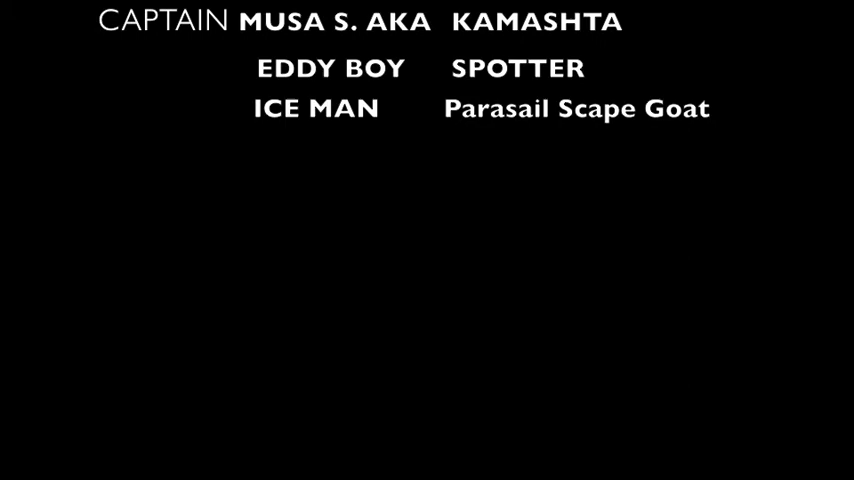 CAPTAIN MUSA S. AKA KAMASHTA
EDDY BOY SPOTTER
ICE MAN Parasail Scape Goat